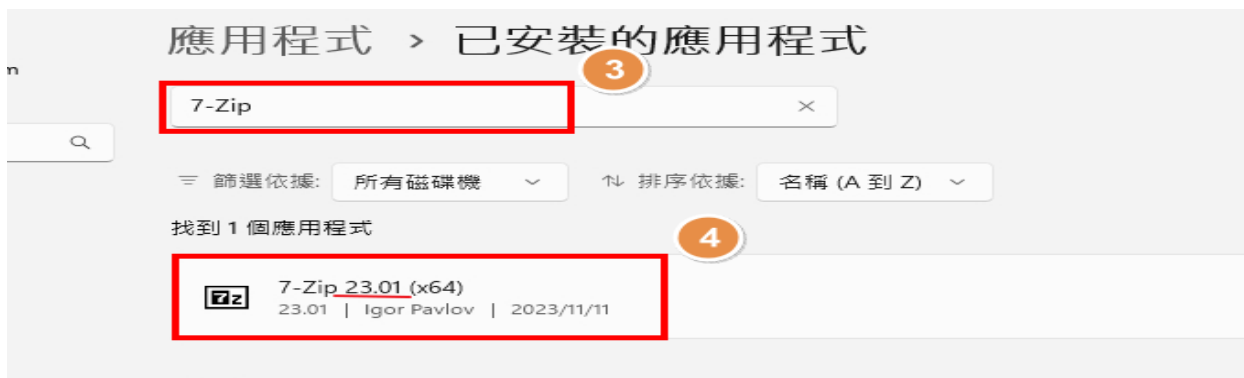 應用程式 › 已安裝的應用程式
m
3
7-Zip
篩選依據: 所有磁碟機 排序依據: 名稱 (A 到 Z)
找到 1 個應用程式
4
7-Zip 23.01 (x64)
23.01 | Igor Pavlov | 2023/11/11
7z